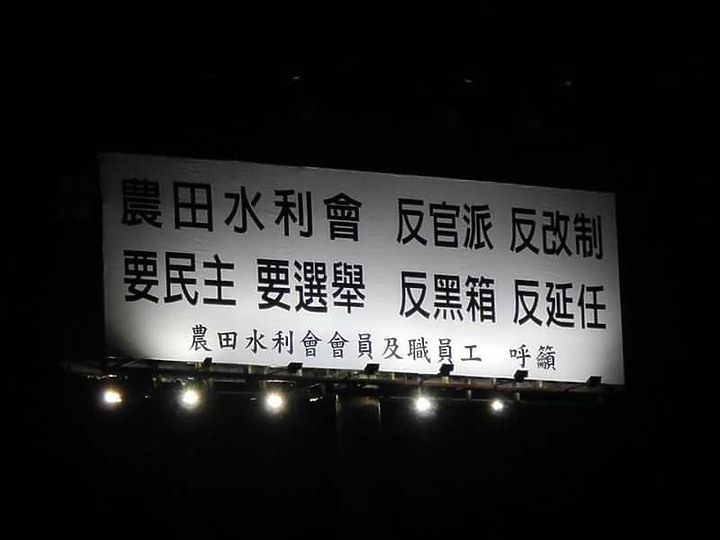 農田水利會 反官派 反改制
要民主 要選舉 反黑箱 反延任
農田水利會會員及職員工 呼籲